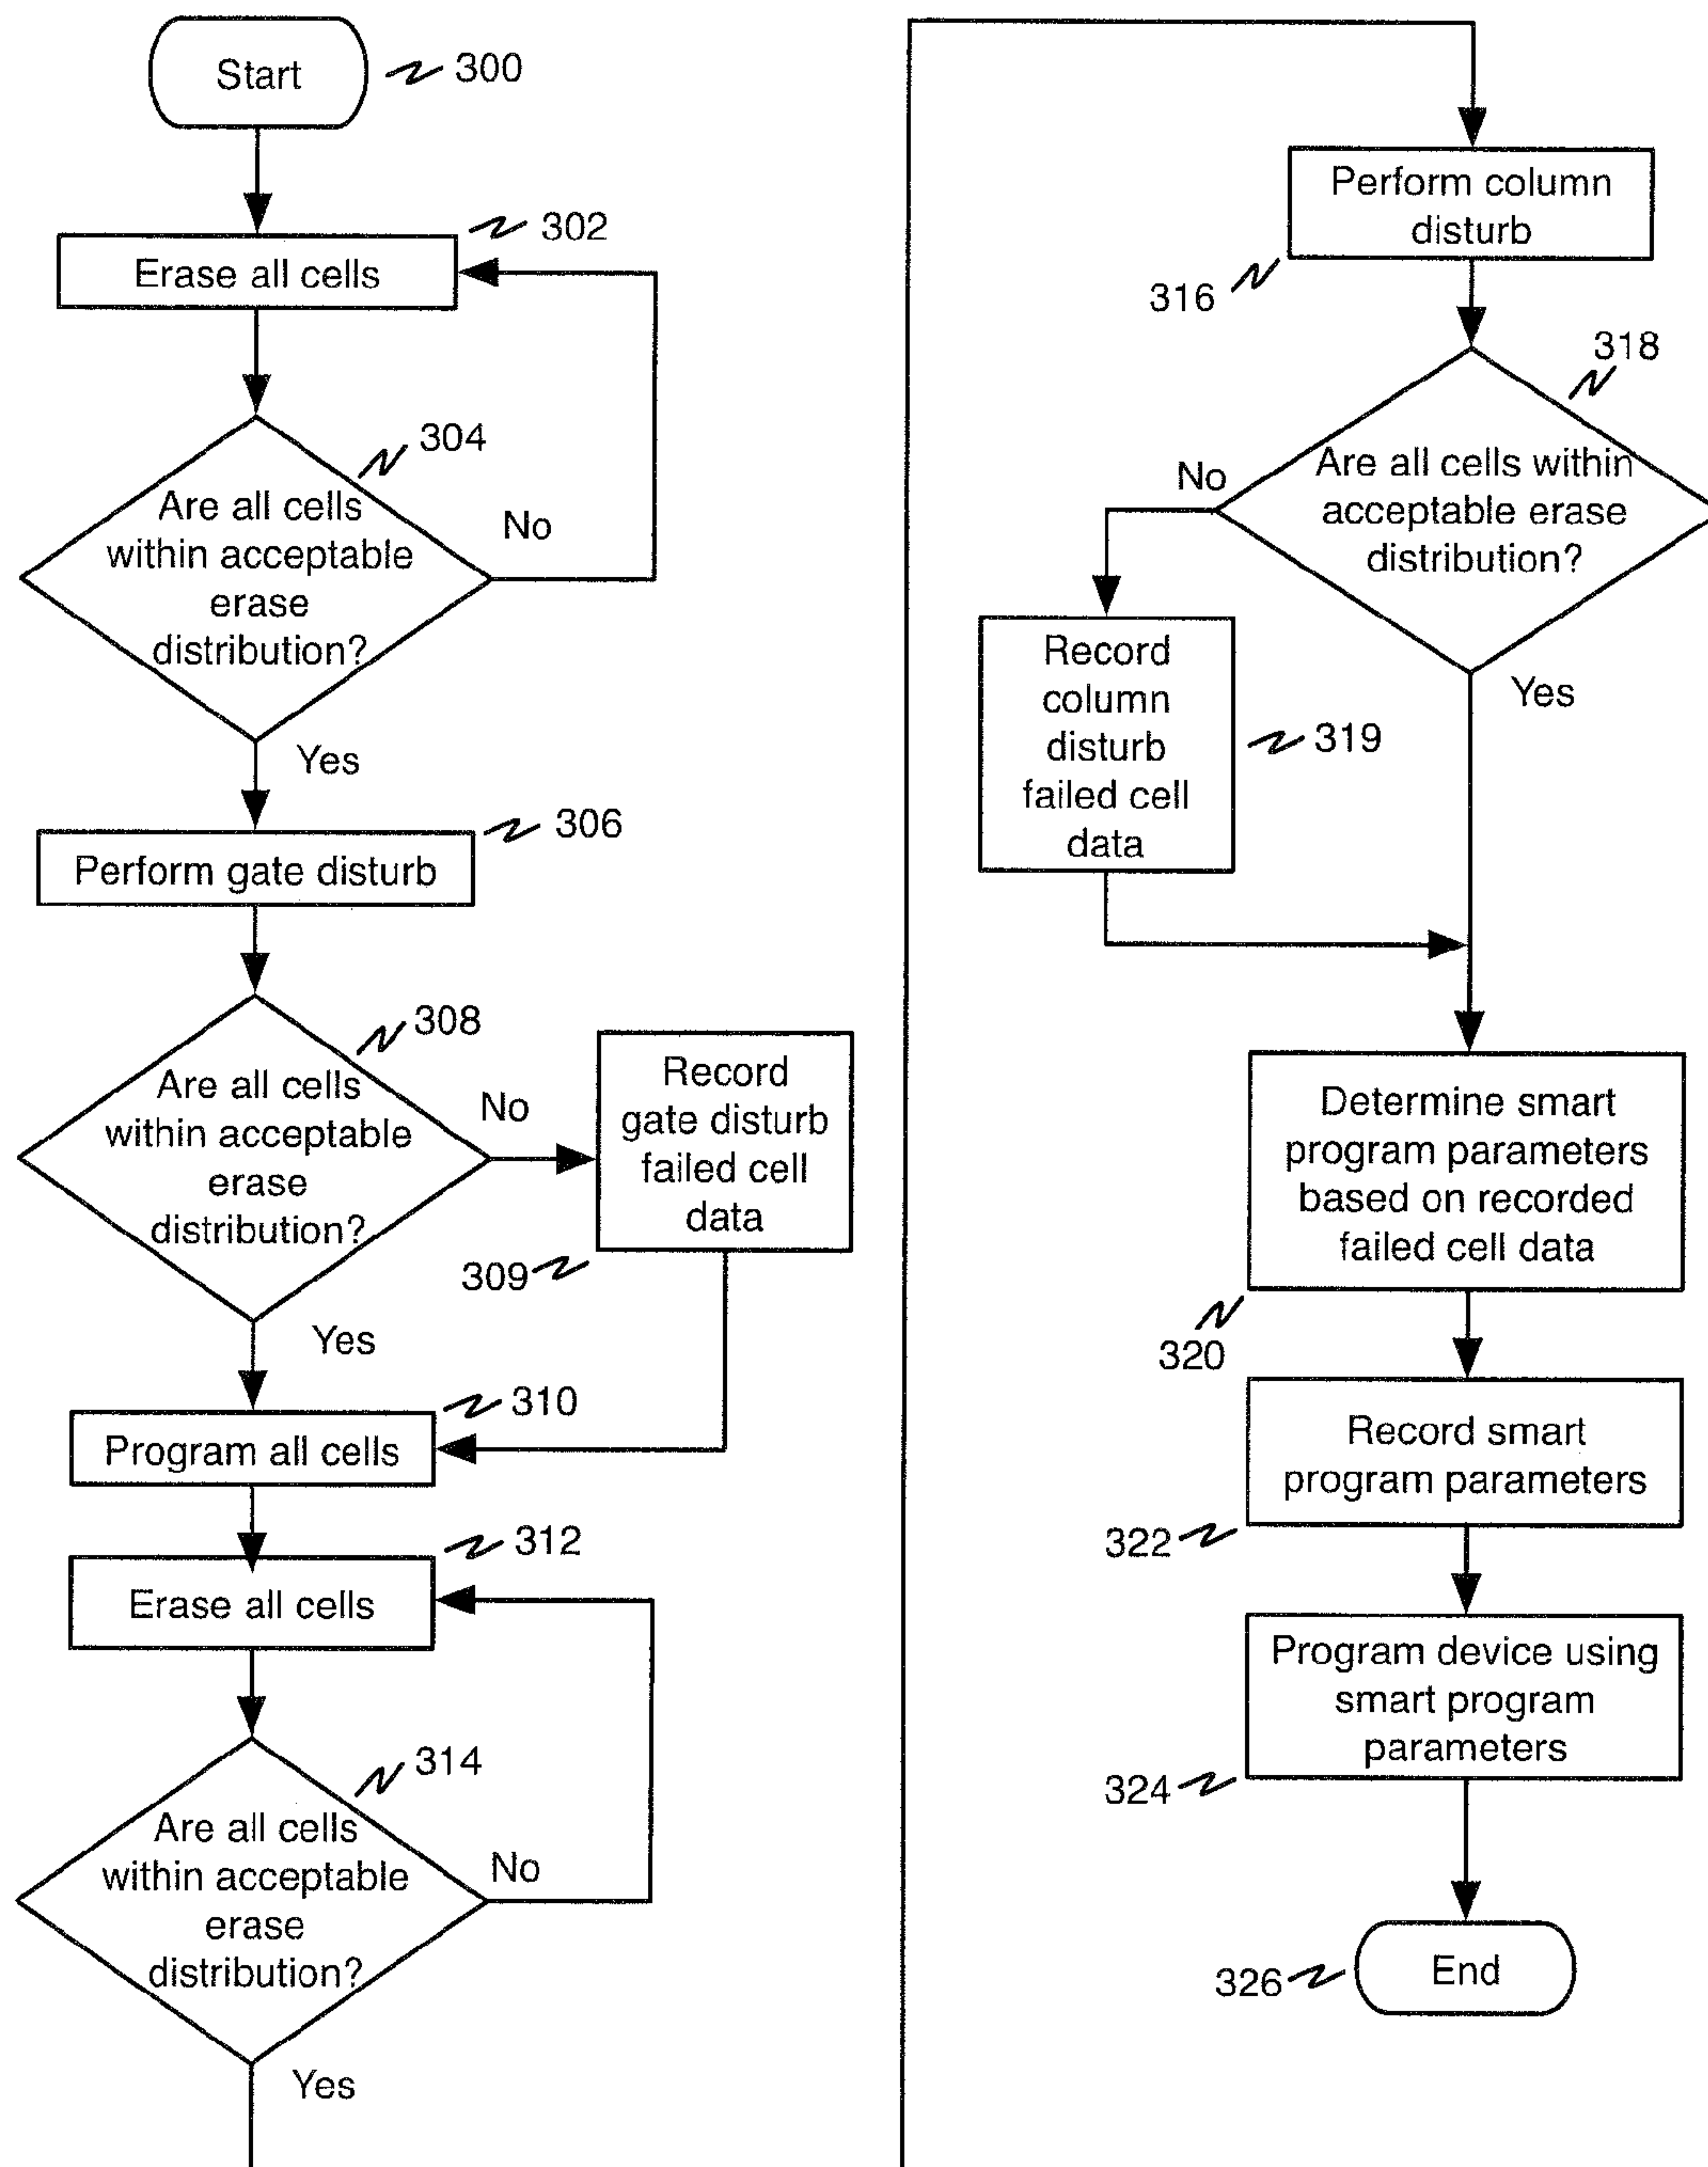 Start
300
302
Erase all cells
304
Are all cells
within acceptable
erase
distribution?
No
Yes
306
Perform gate disturb
308
Are all cells
within acceptable
erase
distribution?
No
Record
gate disturb
failed cell
data
309
Yes
310
Program all cells
312
Erase all cells
314
Are all cells
within acceptable
erase
distribution?
No
Yes
Perform column
disturb
316
318
Are all cells within
acceptable erase
distribution?
No
Yes
Record
column
disturb
failed cell
data
319
Determine smart
program parameters
based on recorded
failed cell data
320
Record smart
program parameters
322
Program device using
smart program
parameters
324
End
326